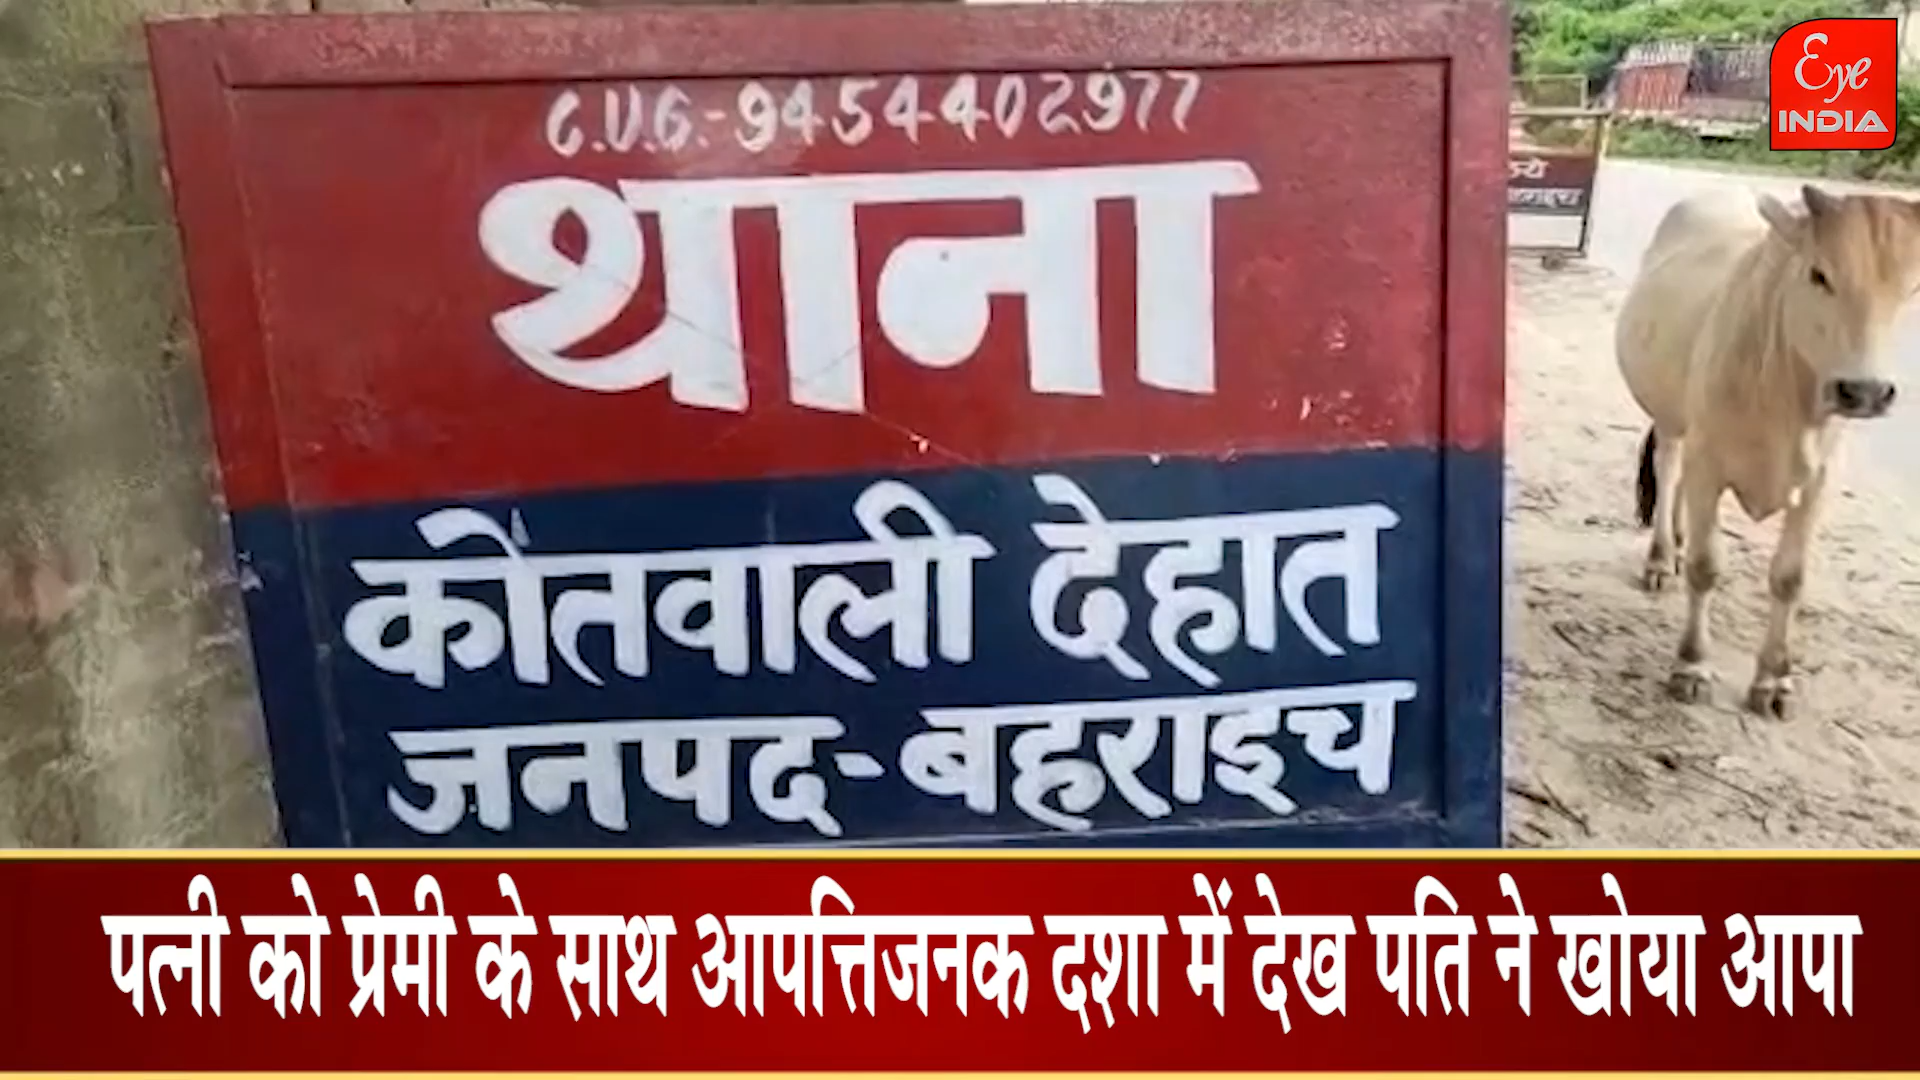 C.U.G.-9454402977
थाना
कोतवाली देहात
जनपद-बहराइच
Eye
INDIA
पत्नी को प्रेमी के साथ आपत्तिजनक दशा में देख पति ने खोया आपा